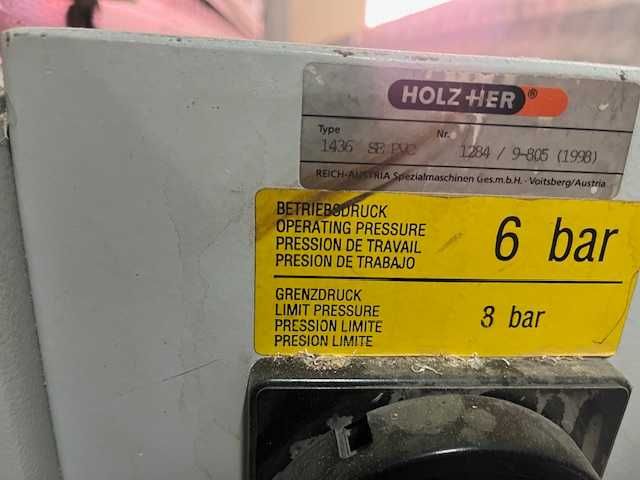 HOLZ-HER®
Type Nr.
1436 SE PVC 1284 / 9-805 (1998)
REICH-AUSTRIA Spezialmaschinen Ges.m.b.H. - Voitsberg/Austria
BETRIEBSDRUCK
OPERATING PRESSURE
PRESSION DE TRAVAIL
PRESION DE TRABAJO
6 bar
GRENZDRUCK
LIMIT PRESSURE
PRESSION LIMITE
PRESION LIMITE
8 bar